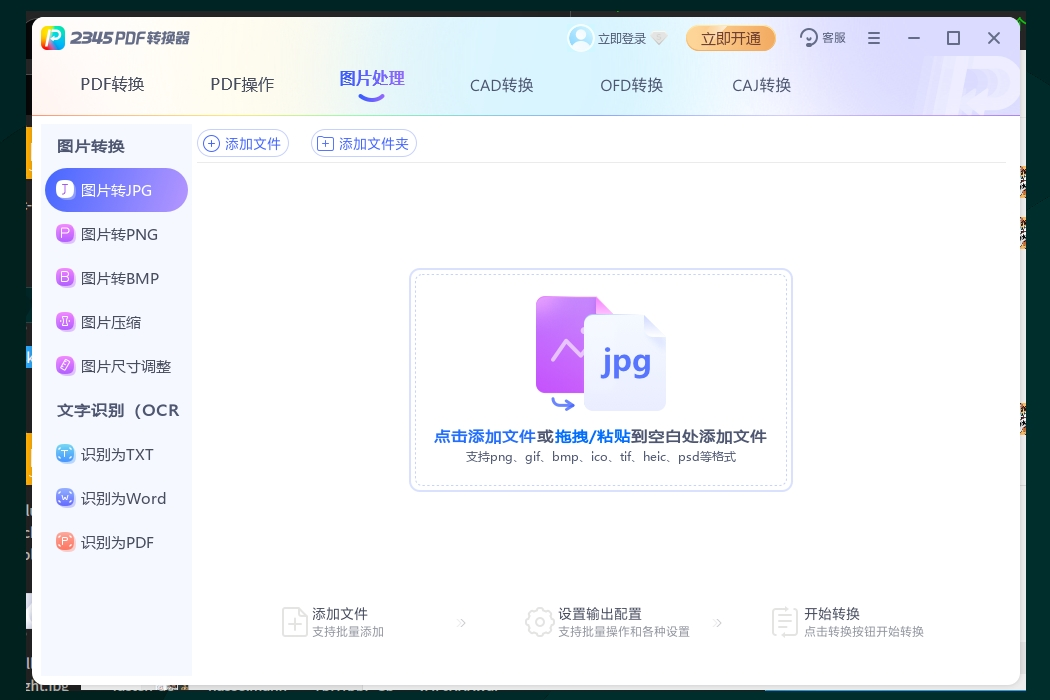 2345PDF转换器
立即登录
立即开通
客服
PDF转换
PDF操作
图片处理
CAD转换
OFD转换
CAJ转换
图片转换
图片转JPG
图片转PNG
图片转BMP
图片压缩
图片尺寸调整
文字识别（OCR
识别为TXT
识别为Word
识别为PDF
添加文件
添加文件夹
jpg
点击添加文件或拖拽/粘贴到空白处添加文件
支持png、gif、bmp、ico、tif、heic、psd等格式
添加文件
支持批量添加
设置输出配置
支持批量操作和各种设置
开始转换
点击转换按钮开始转换